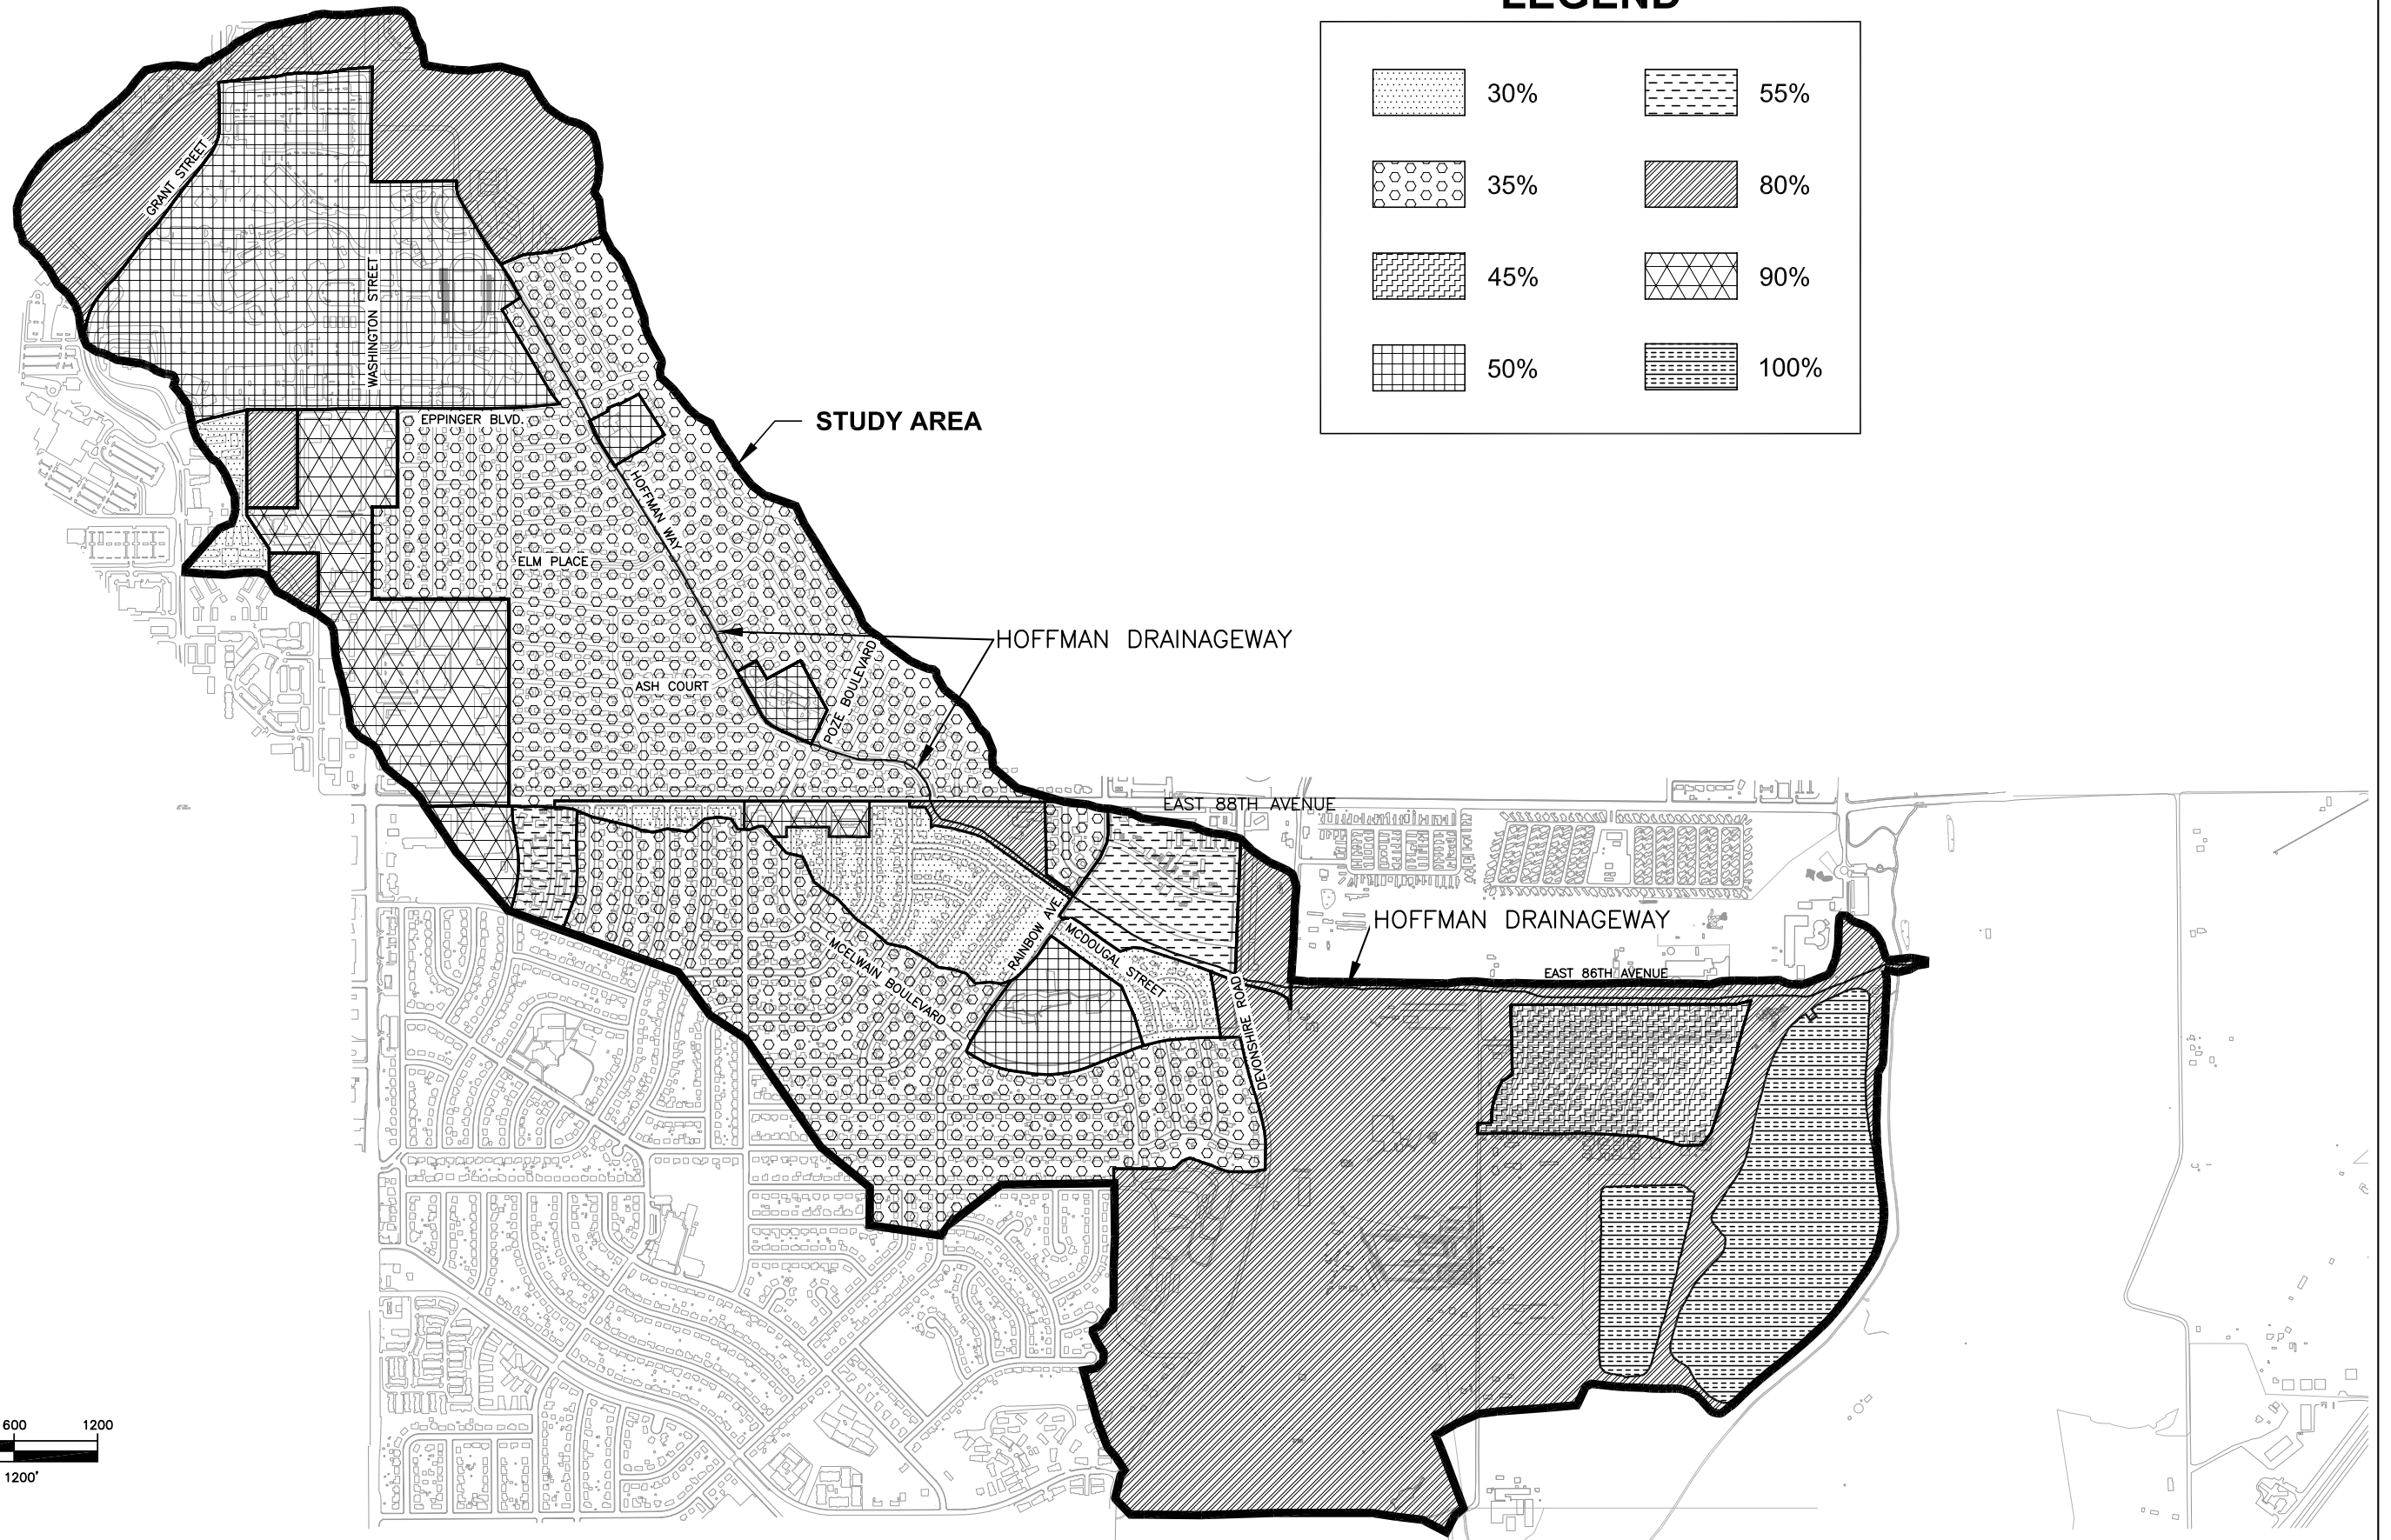 LEGEND
30%
55%
35%
80%
45%
90%
50%
100%
GRANT STREET
WASHINGTON STREET
EPPINGER BLVD.
STUDY AREA
HOFFMAN WAY
ELM PLACE
HOFFMAN DRAINAGEWAY
ASH COURT
POZE BOULEVARD
EAST 88TH AVENUE
HOFFMAN DRAINAGEWAY
RAINBOW AVE.
MCDOUGAL STREET
MCELWAIN BOULEVARD
EAST 86TH AVENUE
DEVONSHIRE ROAD
600 1200
1200'